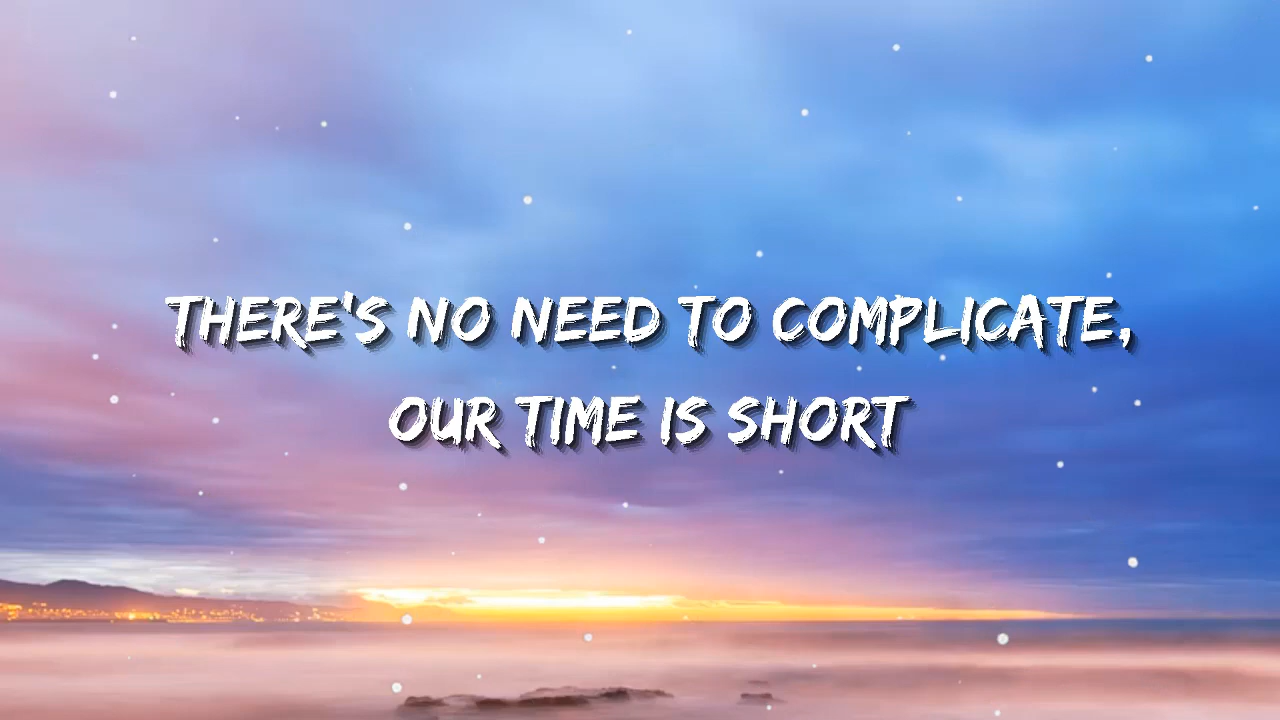 THERE'S NO NEED TO COMPLICATE,
OUR TIME IS SHORT